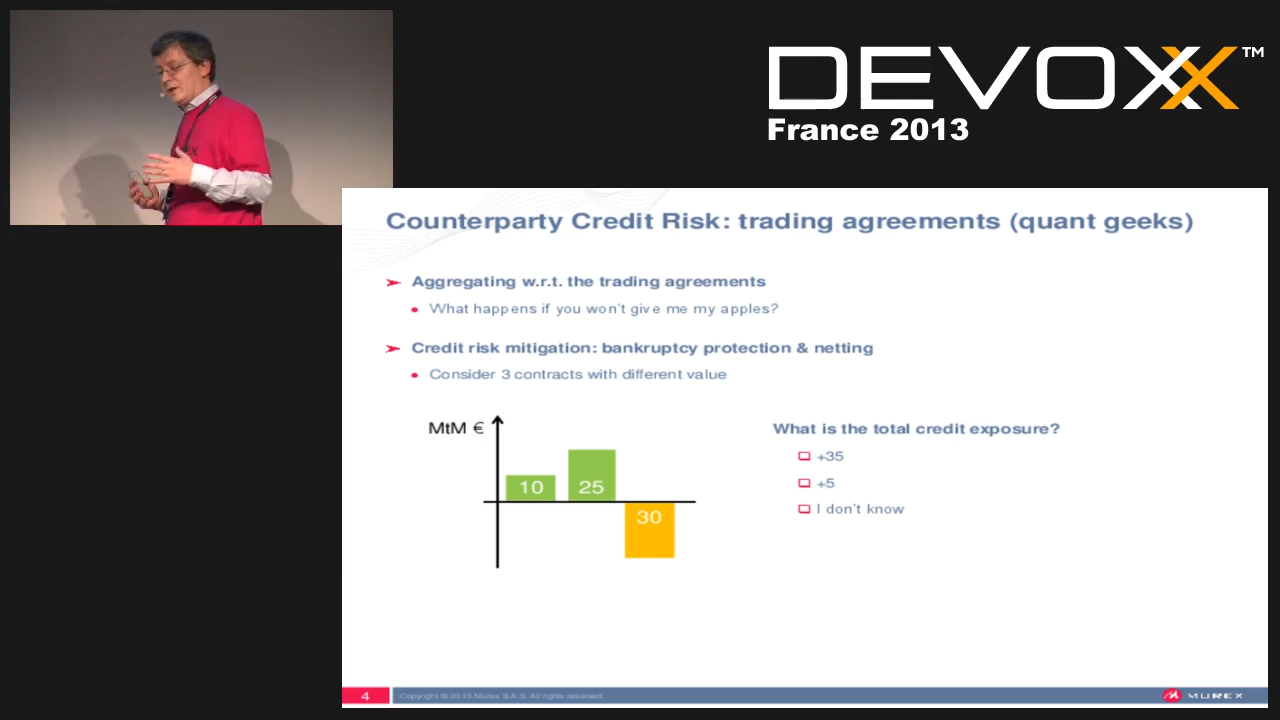 DEVOXX™
France 2013
Counterparty Credit Risk: trading agreements (quant geeks)
Aggregating w.r.t. the trading agreements
What happens if you won't give me my apples?
Credit risk mitigation: bankruptcy protection & netting
Consider 3 contracts with different value
MtM €
10
25
30
What is the total credit exposure?
+35
+5
I don't know
4
Copyright © 2013 Murex S.A.S. All rights reserved
MUREX